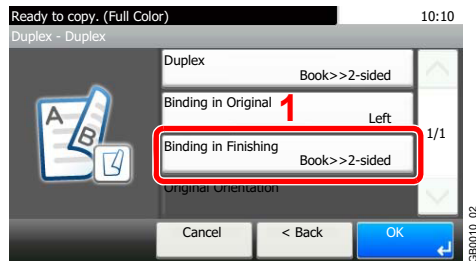 Ready to copy. (Full Color)
10:10
Duplex - Duplex
Duplex
Book>>2-sided
Binding in Original
1
Left
1/1
Binding in Finishing
Book>>2-sided
Original Orientation
A
B
Cancel
< Back
OK
GB0010_02